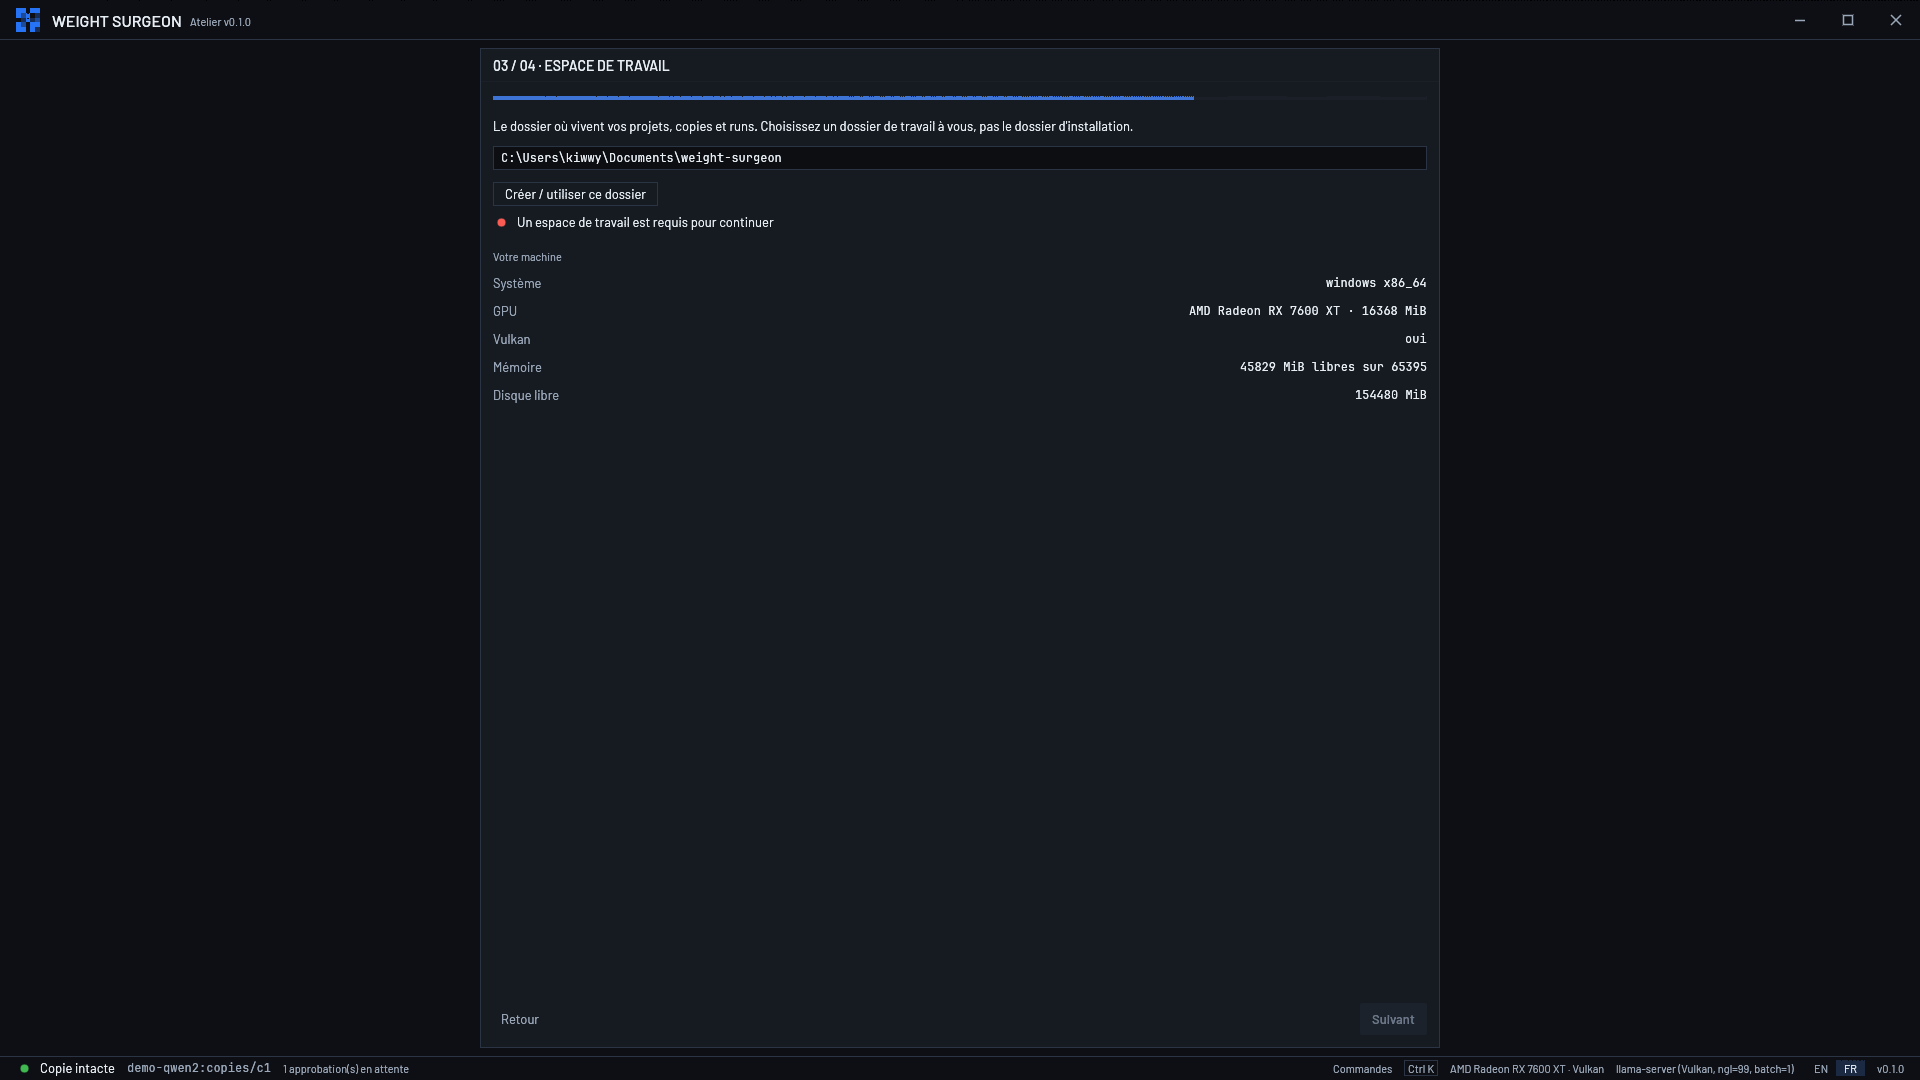 WEIGHT SURGEON Atelier v0.1.0
03 / 04 · ESPACE DE TRAVAIL
Le dossier où vivent vos projets, copies et runs. Choisissez un dossier de travail à vous, pas le dossier d'installation.
C:\Users\kiwwy\Documents\weight-surgeon
Créer / utiliser ce dossier
Un espace de travail est requis pour continuer
Votre machine
Système windows x86_64
GPU AMD Radeon RX 7600 XT · 16368 MiB
Vulkan oui
Mémoire 45829 MiB libres sur 65395
Disque libre 154480 MiB
Retour Suivant
Copie intacte demo-qwen2:copies/c1 1 approbation(s) en attente Commandes Ctrl K AMD Radeon RX 7600 XT · Vulkan llama-server (Vulkan, ngl=99, batch=1) EN FR v0.1.0